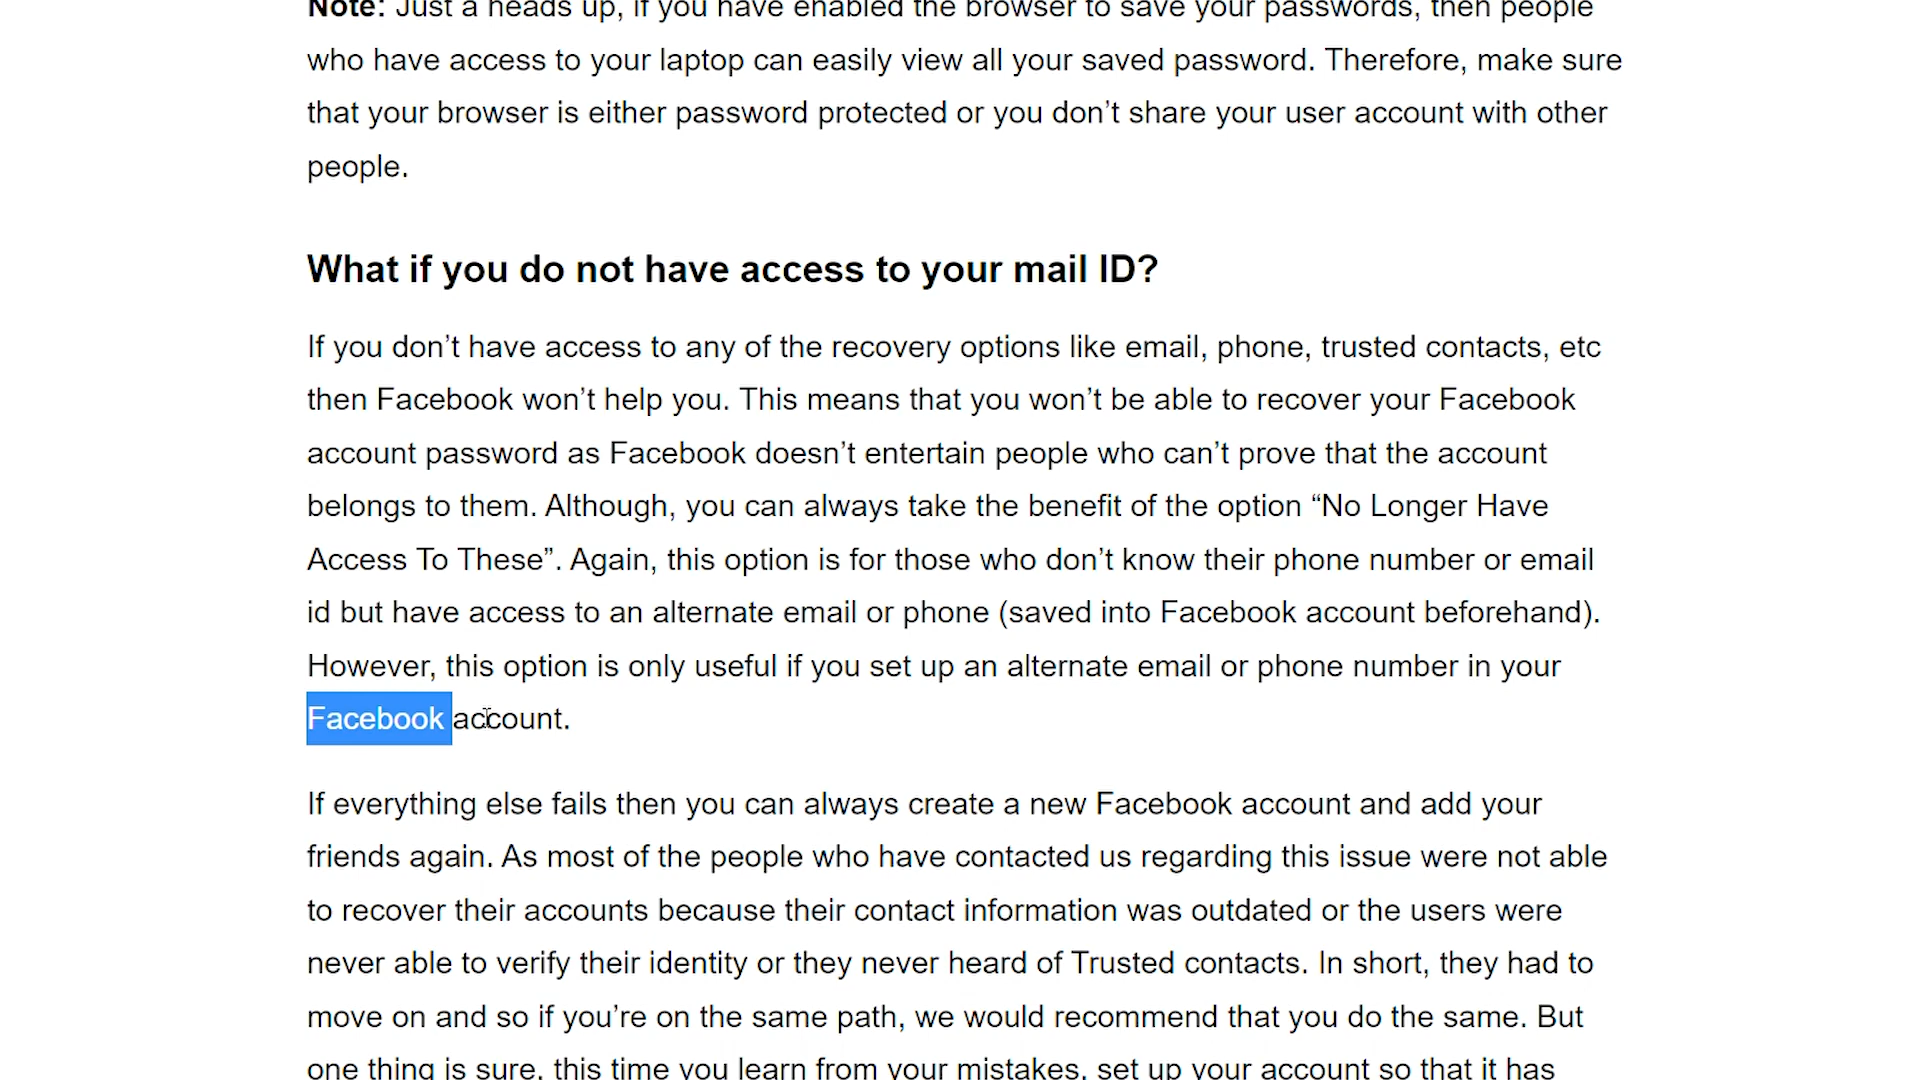 Note: Just a heads up, if you have enabled the browser to save your passwords, then people
who have access to your laptop can easily view all your saved password. Therefore, make sure
that your browser is either password protected or you don’t share your user account with other
people.
What if you do not have access to your mail ID?
If you don’t have access to any of the recovery options like email, phone, trusted contacts, etc
then Facebook won’t help you. This means that you won’t be able to recover your Facebook
account password as Facebook doesn’t entertain people who can’t prove that the account
belongs to them. Although, you can always take the benefit of the option “No Longer Have
Access To These”. Again, this option is for those who don’t know their phone number or email
id but have access to an alternate email or phone (saved into Facebook account beforehand).
However, this option is only useful if you set up an alternate email or phone number in your
Facebook account.
If everything else fails then you can always create a new Facebook account and add your
friends again. As most of the people who have contacted us regarding this issue were not able
to recover their accounts because their contact information was outdated or the users were
never able to verify their identity or they never heard of Trusted contacts. In short, they had to
move on and so if you’re on the same path, we would recommend that you do the same. But
one thing is sure, this time you learn from your mistakes, set up your account so that it has